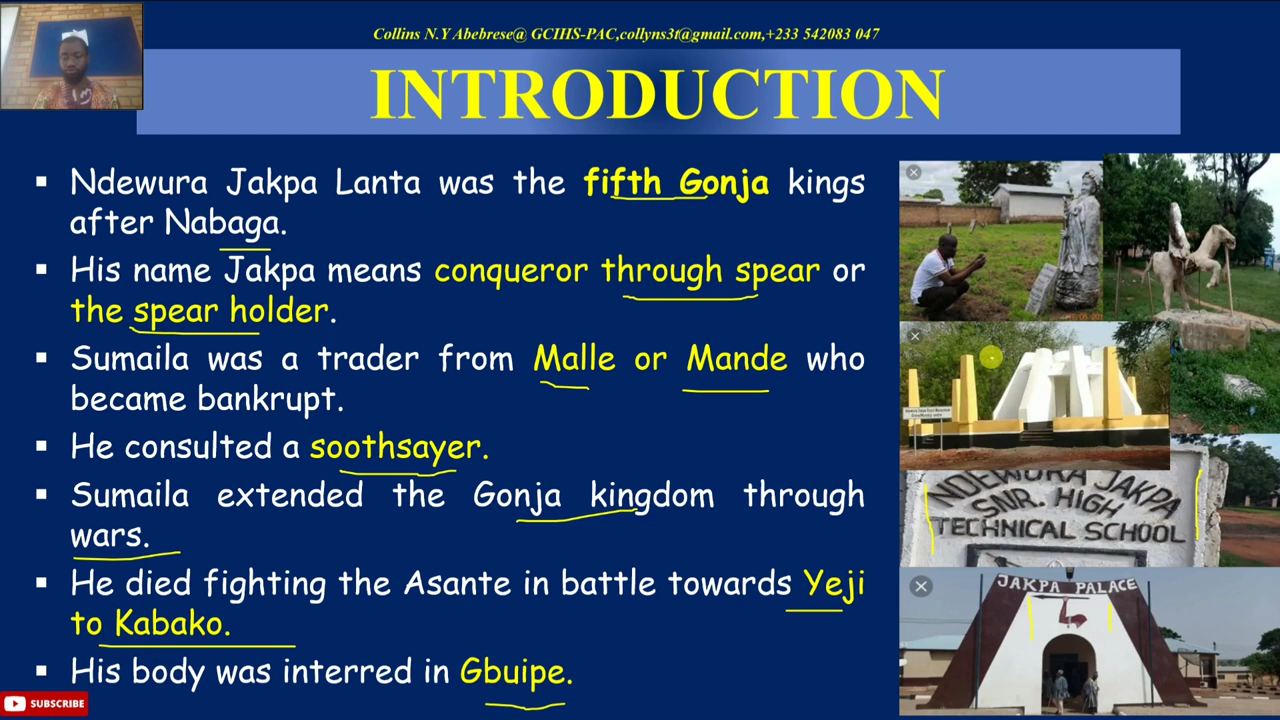 Collins N.Y Abebrese@ GCIHS-PAC,collyns3t@gmail.com,+233 542083 047
INTRODUCTION
▪ Ndewura Jakpa Lanta was the fifth Gonja kings
after Nabaga.
▪ His name Jakpa means conqueror through spear or
the spear holder.
▪ Sumaila was a trader from Malle or Mande who
became bankrupt.
▪ He consulted a soothsayer.
▪ Sumaila extended the Gonja kingdom through
wars.
▪ He died fighting the Asante in battle towards Yeji
to Kabako.
▪ His body was interred in Gbuipe.
NDEWURA JAKPA
SNR. HIGH
TECHNICAL SCHOOL
JAKPA PALACE
SUBSCRIBE